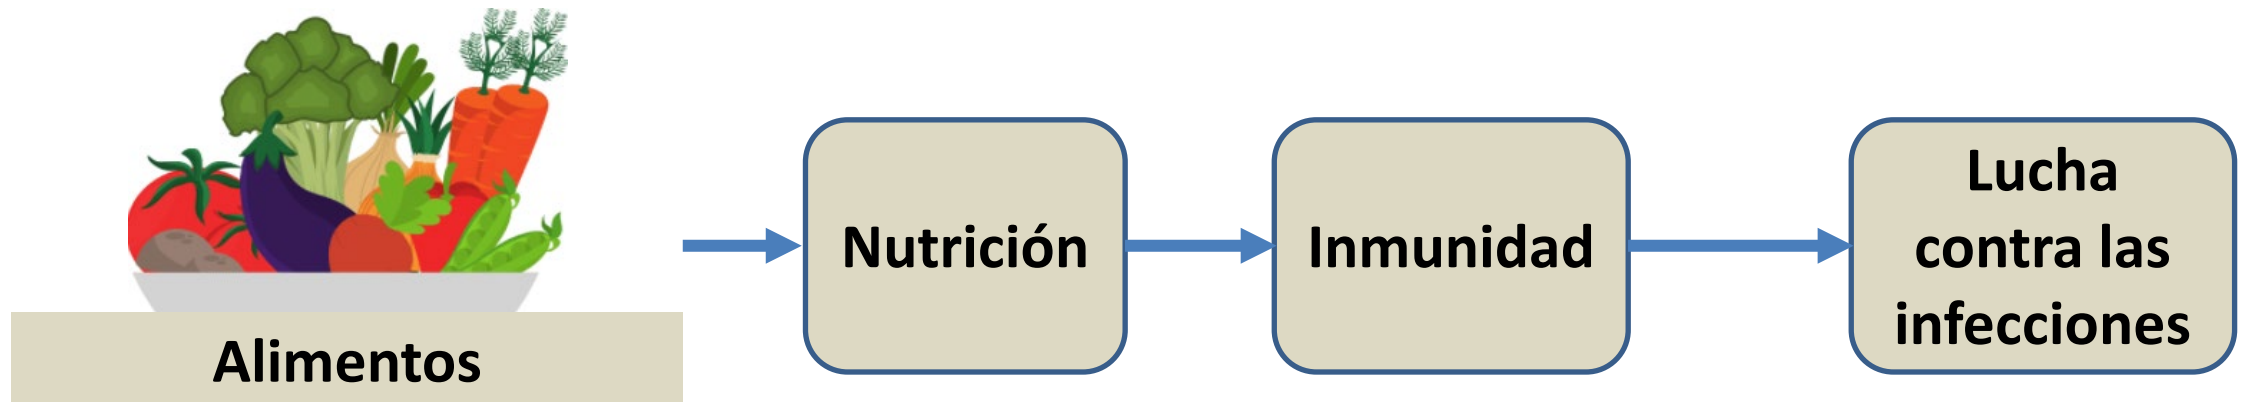 Alimentos
Nutrición
Inmunidad
Lucha
contra las
infecciones